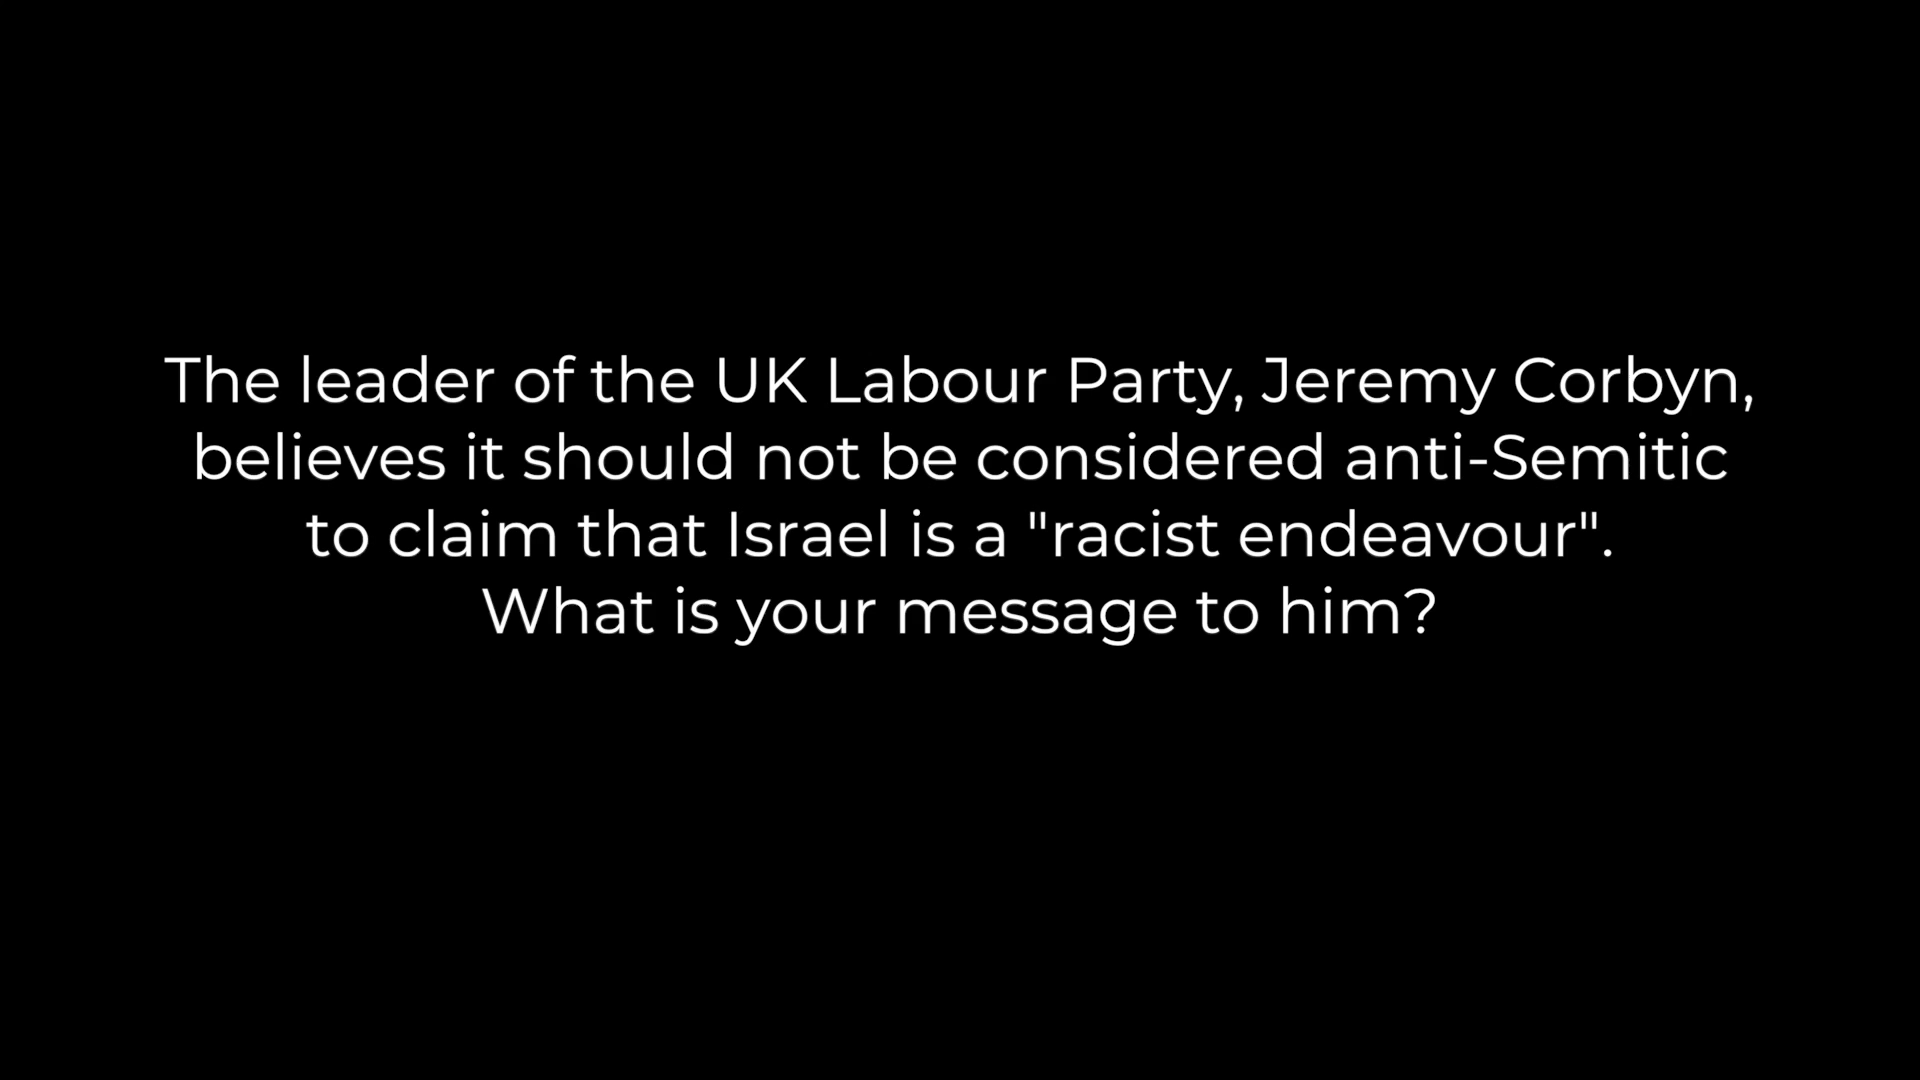 The leader of the UK Labour Party, Jeremy Corbyn,
believes it should not be considered anti-Semitic
to claim that Israel is a "racist endeavour".
What is your message to him?